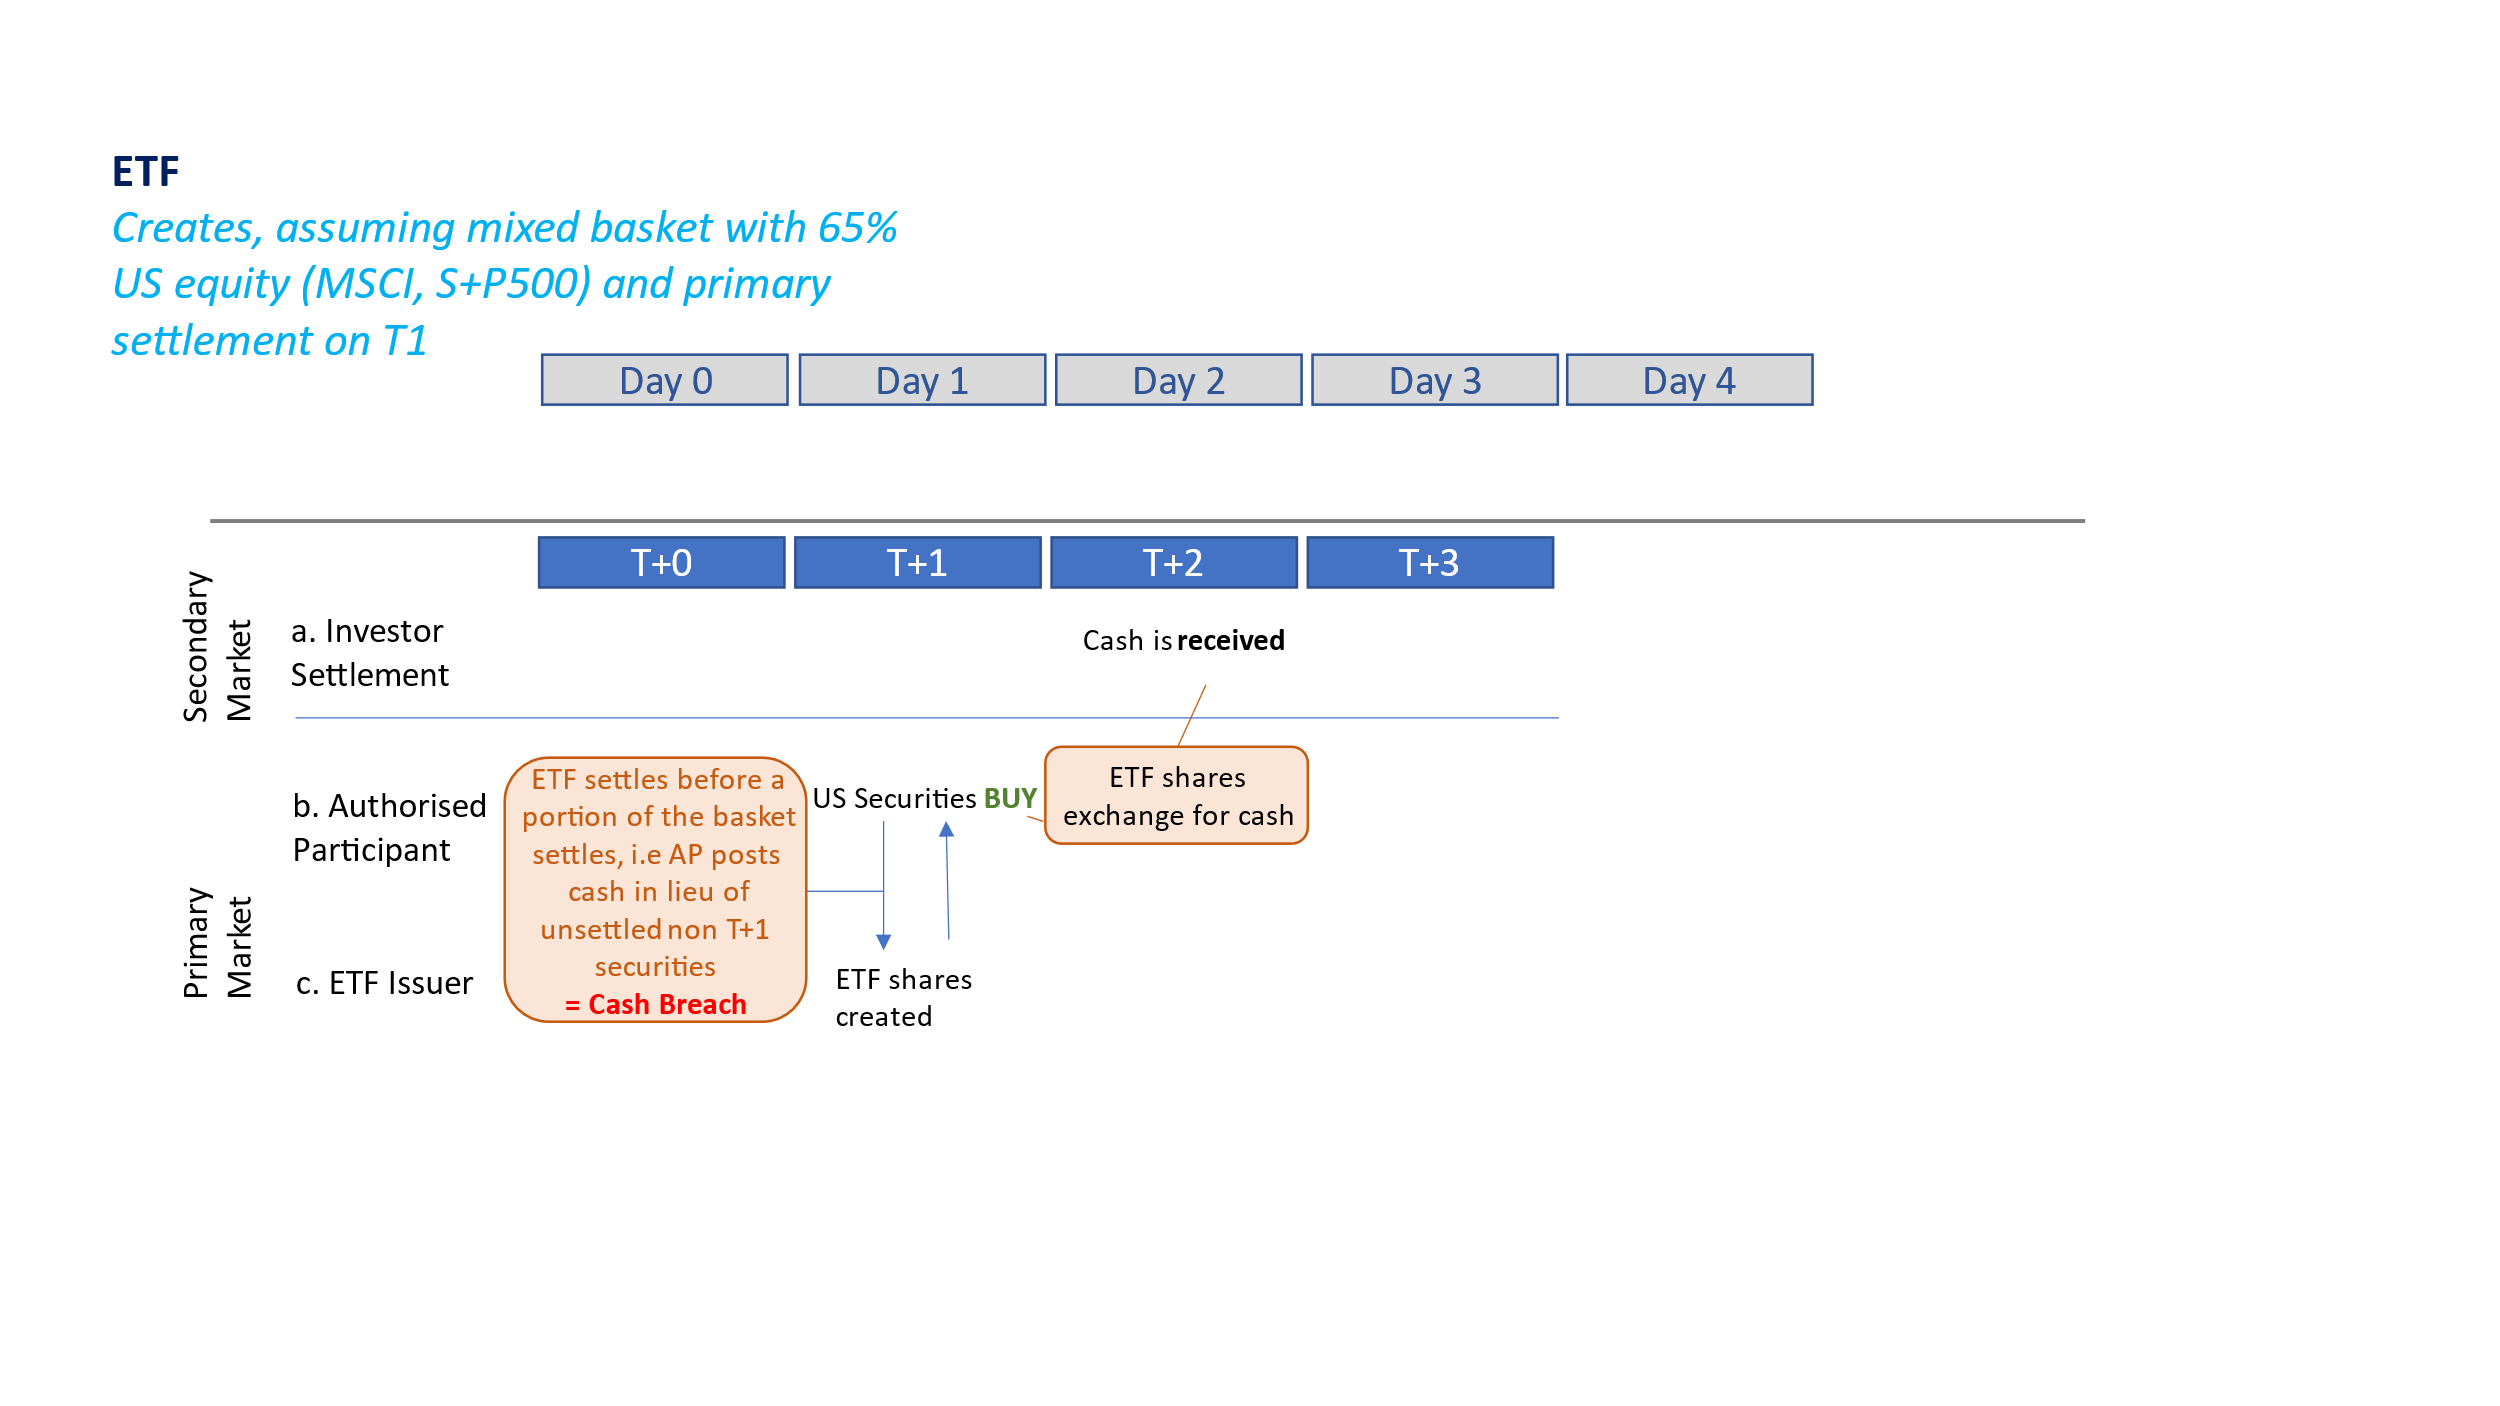 ETF
Creates, assuming mixed basket with 65%
US equity (MSCI, S+P500) and primary
settlement on T1
Day 0
Day 1
Day 2
Day 3
Day 4
T+0
T+1
T+2
T+3
Secondary
Market
a. Investor
Settlement
Cash is received
Primary
Market
b. Authorised
Participant
c. ETF Issuer
ETF settles before a
portion of the basket
settles, i.e AP posts
cash in lieu of
unsettled non T+1
securities
= Cash Breach
US Securities BUY
ETF shares
exchange for cash
ETF shares
created